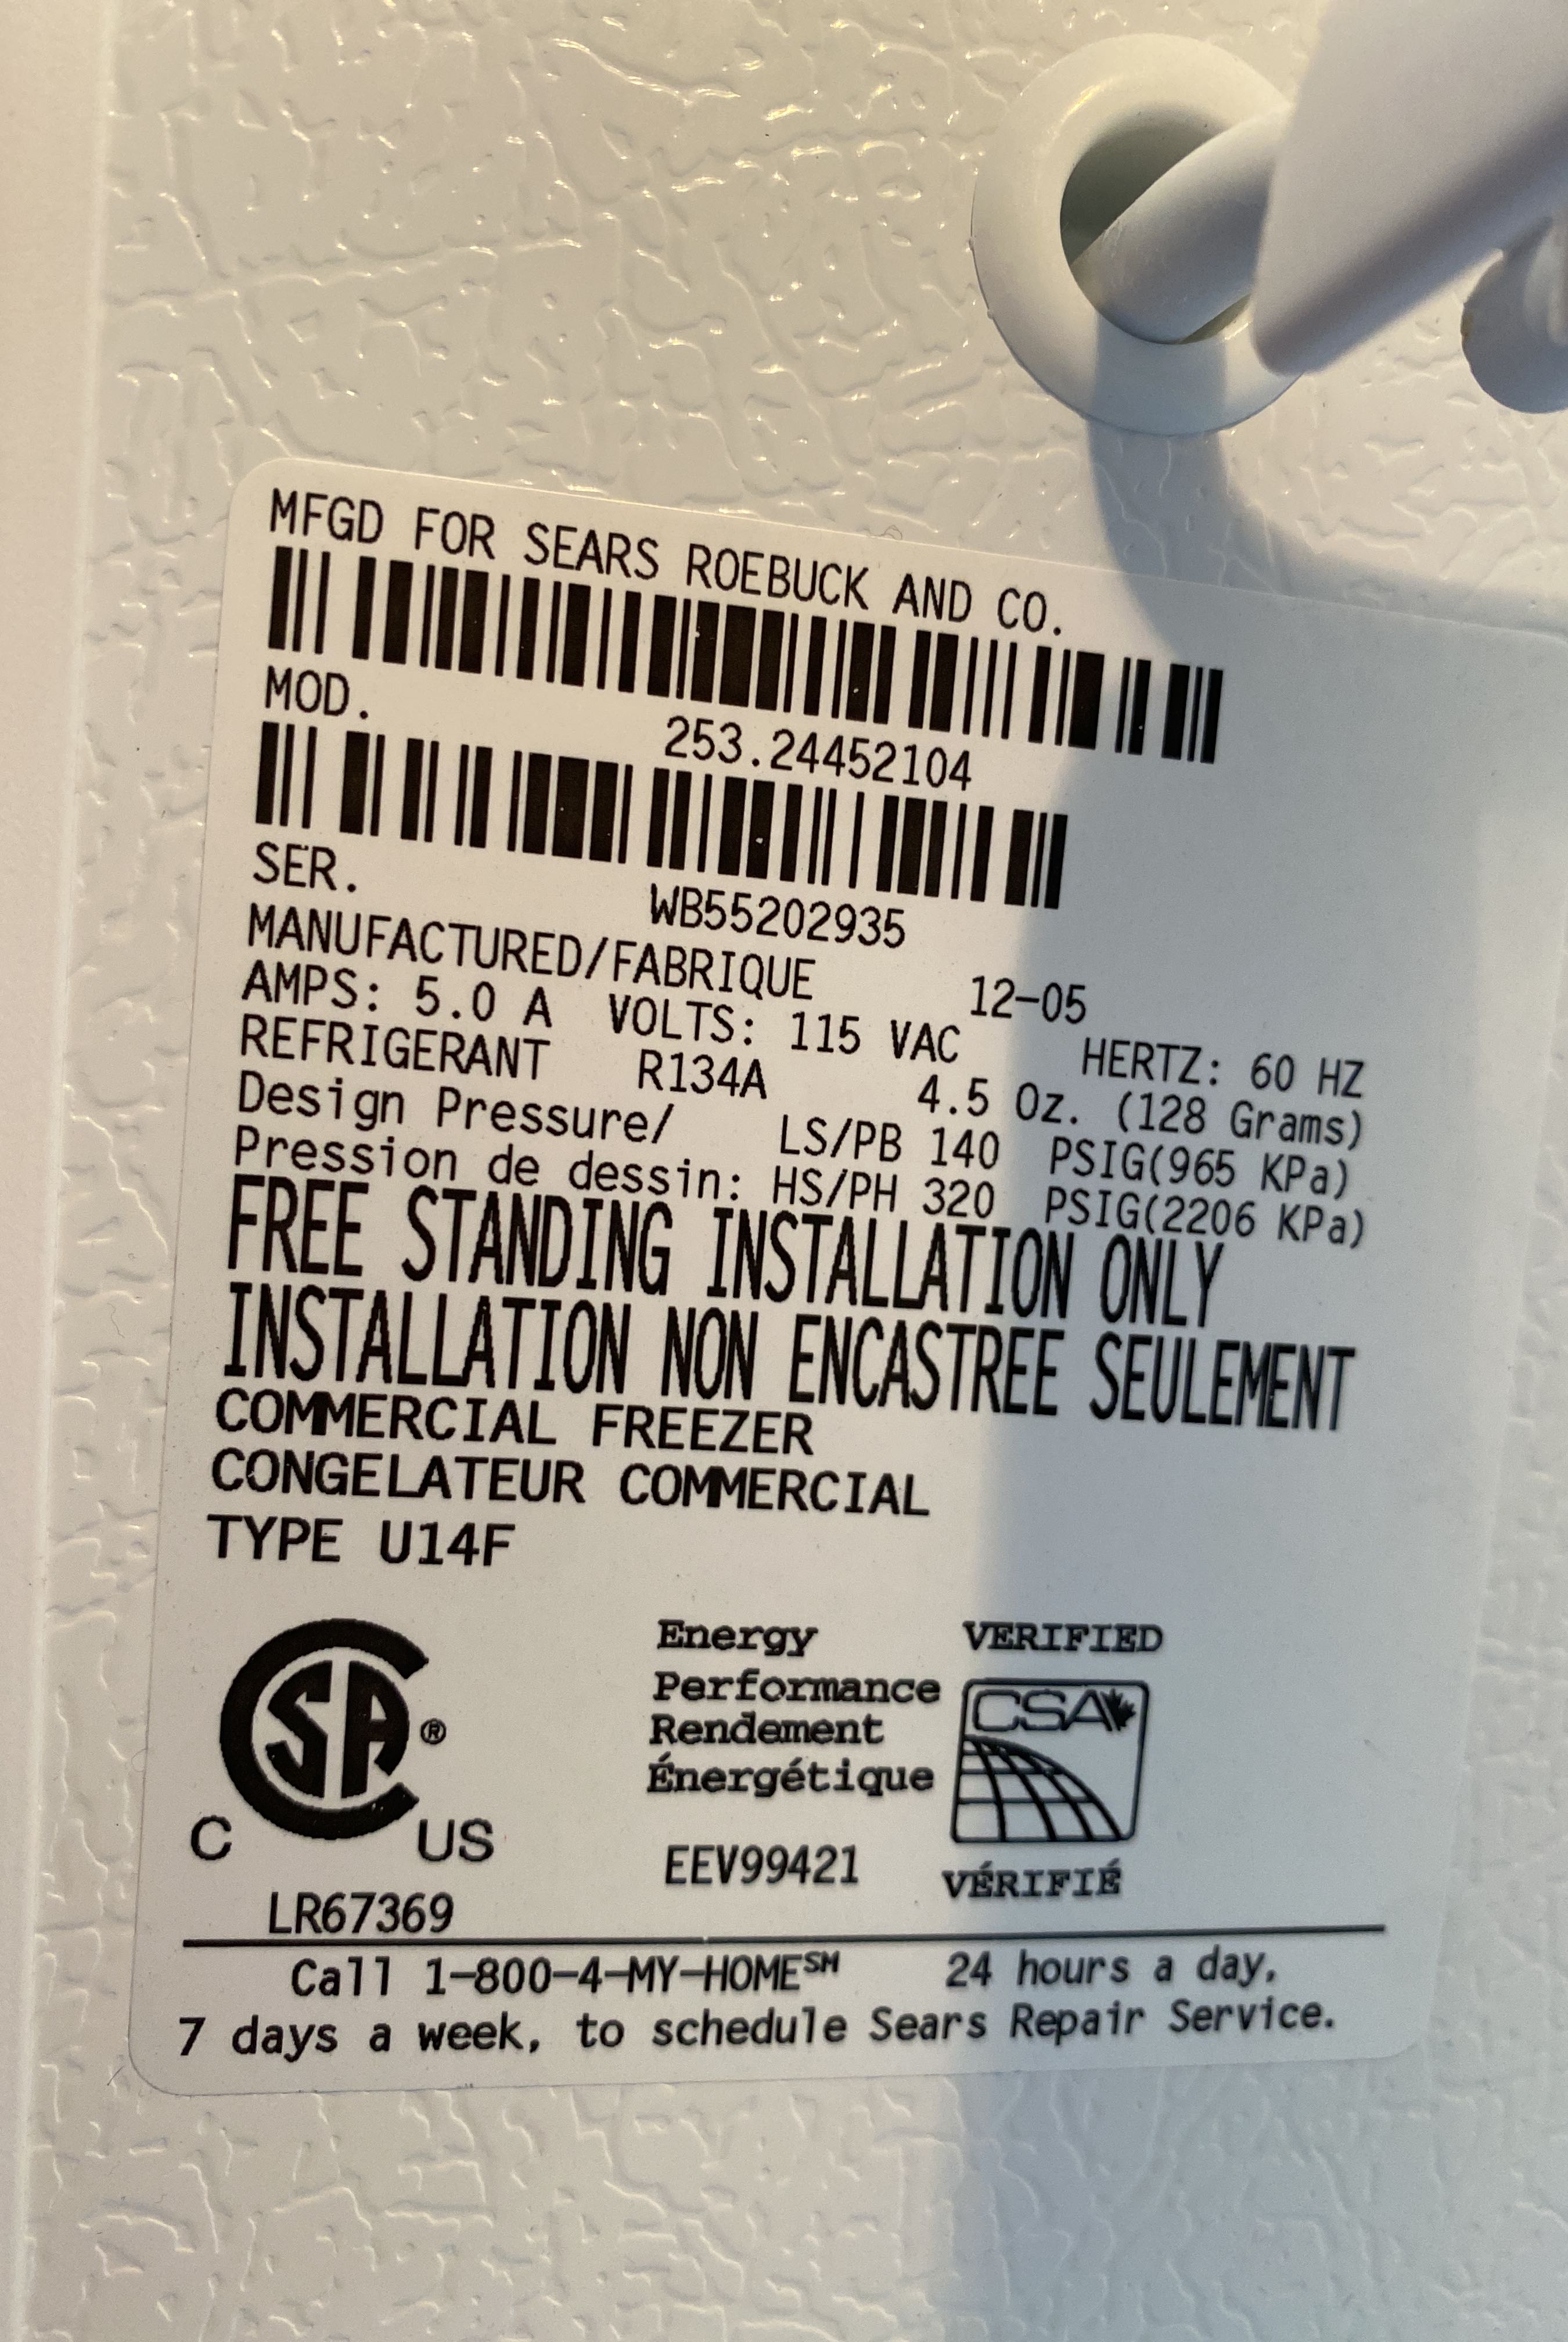 MFGD FOR SEARS ROEBUCK AND CO.
MOD. 253.24452104
SER. WB55202935
MANUFACTURED/FABRIQUE 12-05
AMPS: 5.0 A VOLTS: 115 VAC HERTZ: 60 HZ
REFRIGERANT R134A 4.5 Oz. (128 Grams)
Design Pressure/ LS/PB 140 PSIG(965 KPa)
Pression de dessin: HS/PH 320 PSIG(2206 KPa)
FREE STANDING INSTALLATION ONLY
INSTALLATION NON ENCASTREE SEULEMENT
COMMERCIAL FREEZER
CONGELATEUR COMMERCIAL
TYPE U14F
CSA®
C US
LR67369
Energy
Performance
Rendement
Énergétique
EEV99421
VERIFIED
CSA
VÉRIFIÉ
Call 1-800-4-MY-HOME℠ 24 hours a day,
7 days a week, to schedule Sears Repair Service.